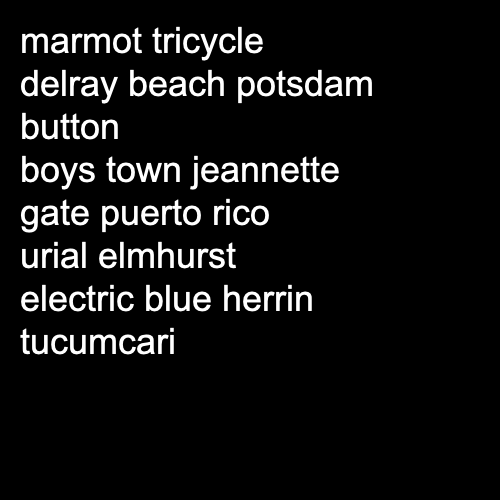 marmot tricycle
delray beach potsdam
button
boys town jeannette
gate puerto rico
urial elmhurst
electric blue herrin
tucumcari